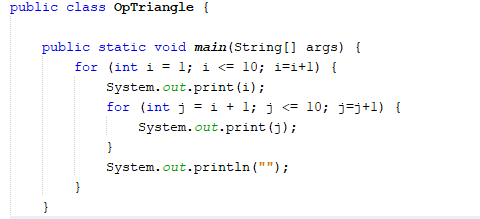 public class OpTriangle {
public static void main(String[] args) {
for (int i = 1; i <= 10; i=i+1) {
System.out.print(i);
for (int j = i + 1; j <= 10; j=j+1) {
System.out.print(j);
}
System.out.println("");
}
}